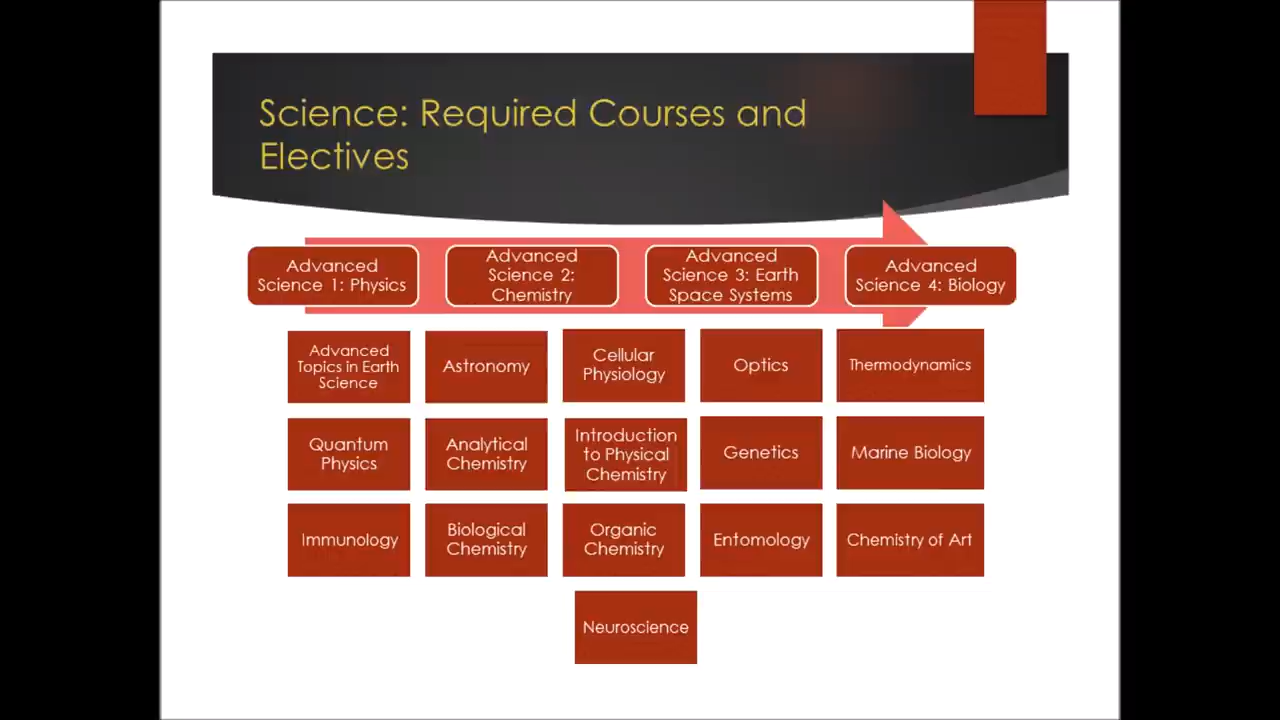 Science: Required Courses and
Electives
Advanced
Science 1: Physics
Advanced
Science 2:
Chemistry
Advanced
Science 3: Earth
Space Systems
Advanced
Science 4: Biology
Advanced
Topics in Earth
Science
Astronomy
Cellular
Physiology
Optics
Thermodynamics
Quantum
Physics
Analytical
Chemistry
Introduction
to Physical
Chemistry
Genetics
Marine Biology
Immunology
Biological
Chemistry
Organic
Chemistry
Entomology
Chemistry of Art
Neuroscience